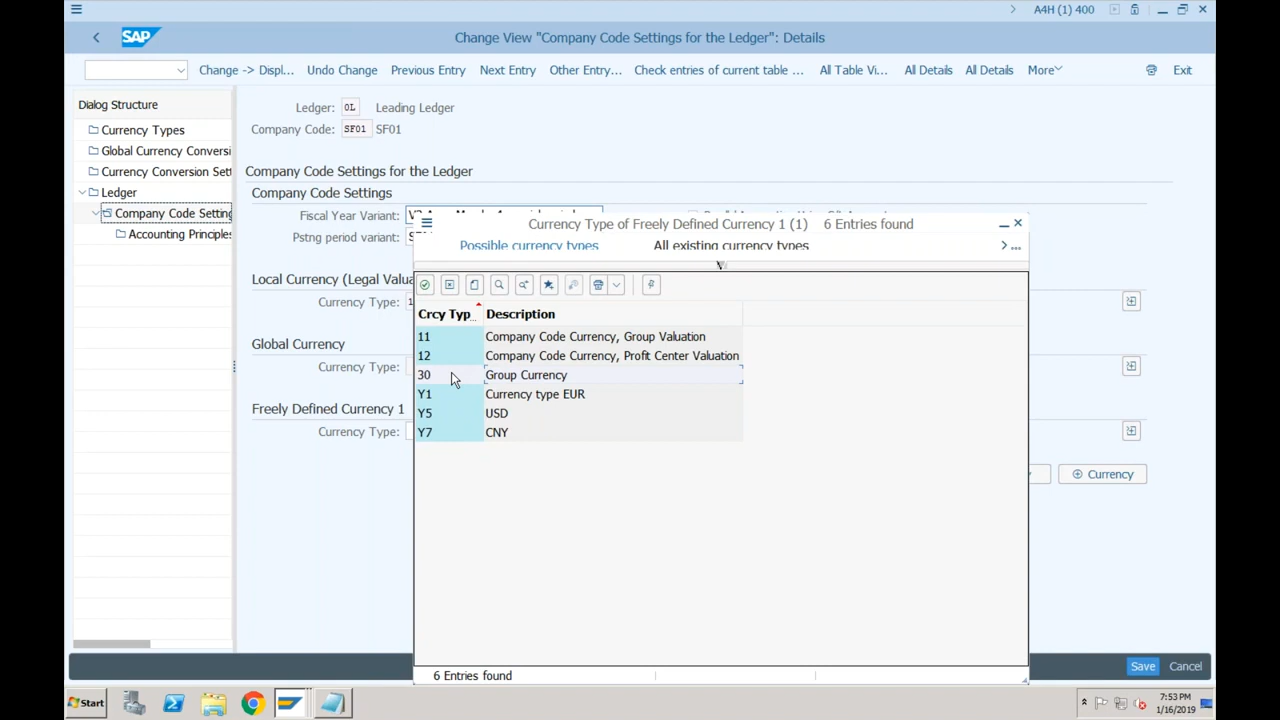 A4H (1) 400
SAP
Change View "Company Code Settings for the Ledger": Details
Change -> Displ... Undo Change Previous Entry Next Entry Other Entry... Check entries of current table ... All Table Vi... All Details All Details More Exit
Dialog Structure
Currency Types
Global Currency Conversi
Currency Conversion Sett
Ledger
Company Code Setting
Accounting Principles
Ledger: 0L Leading Ledger
Company Code: SF01 SF01
Company Code Settings for the Ledger
Company Code Settings
Fiscal Year Variant:
Pstng period variant:
Local Currency (Legal Valua
Currency Type: 1
Global Currency
Currency Type:
Freely Defined Currency 1
Currency Type:
Currency
Currency Type of Freely Defined Currency 1 (1) 6 Entries found
Possible currency types All existing currency types
Crcy Typ... Description
11 Company Code Currency, Group Valuation
12 Company Code Currency, Profit Center Valuation
30 Group Currency
Y1 Currency type EUR
Y5 USD
Y7 CNY
6 Entries found
Save Cancel
Start
7:53 PM
1/16/2019